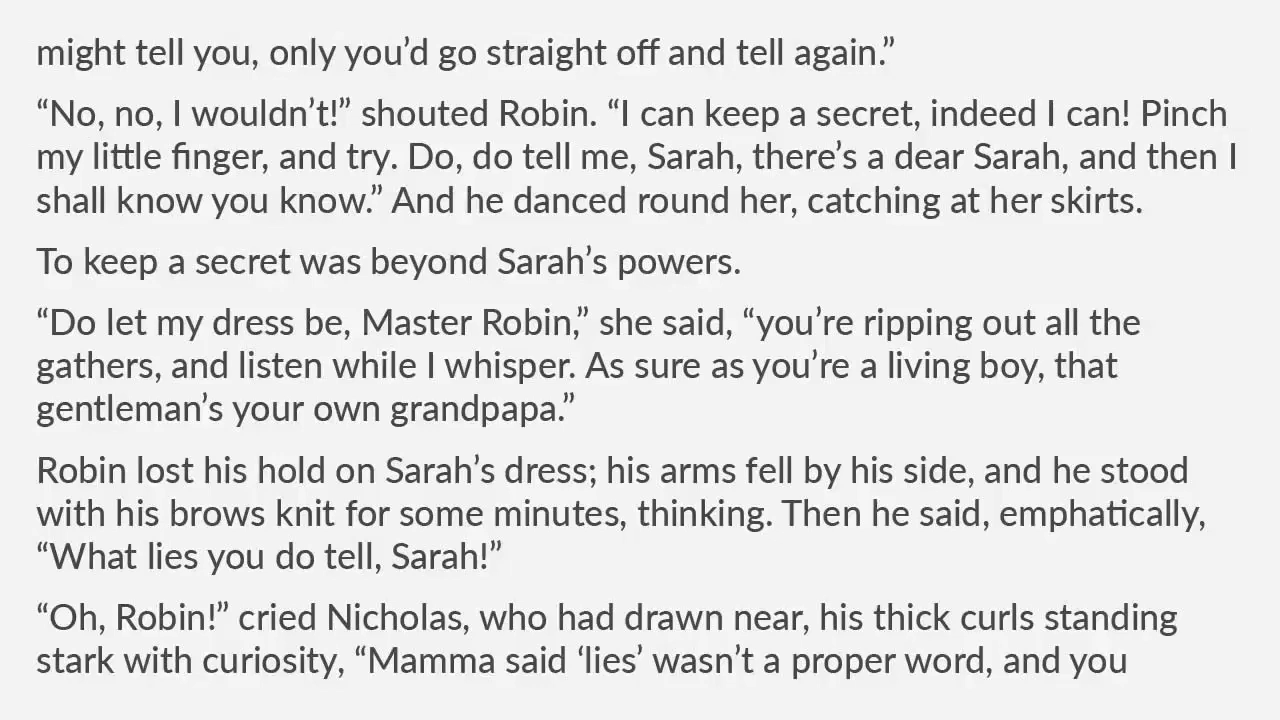 might tell you, only you’d go straight off and tell again.”
“No, no, I wouldn’t!” shouted Robin. “I can keep a secret, indeed I can! Pinch
my little finger, and try. Do, do tell me, Sarah, there’s a dear Sarah, and then I
shall know you know.” And he danced round her, catching at her skirts.
To keep a secret was beyond Sarah’s powers.
“Do let my dress be, Master Robin,” she said, “you’re ripping out all the
gathers, and listen while I whisper. As sure as you’re a living boy, that
gentleman’s your own grandpapa.”
Robin lost his hold on Sarah’s dress; his arms fell by his side, and he stood
with his brows knit for some minutes, thinking. Then he said, emphatically,
“What lies you do tell, Sarah!”
“Oh, Robin!” cried Nicholas, who had drawn near, his thick curls standing
stark with curiosity, “Mamma said ‘lies’ wasn’t a proper word, and you